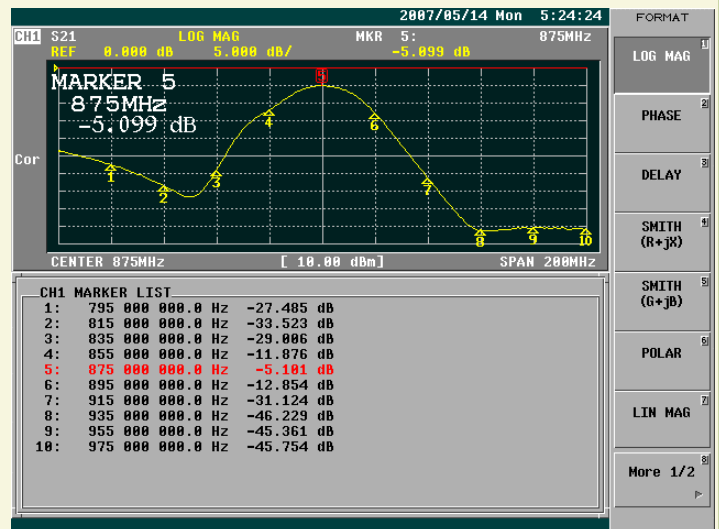 2007/05/14 Mon 5:24:24
CH1 S21 LOG MAG MKR 5: 875MHz
REF 0.000 dB 5.000 dB/ -5.099 dB
MARKER 5
875MHz
-5.099 dB
Cor
1 2 3 4 5 6 7 8 9 10
CENTER 875MHz [ 10.00 dBm] SPAN 200MHz
CH1 MARKER LIST
1: 795 000 000.0 Hz -27.485 dB
2: 815 000 000.0 Hz -33.523 dB
3: 835 000 000.0 Hz -29.006 dB
4: 855 000 000.0 Hz -11.876 dB
5: 875 000 000.0 Hz -5.101 dB
6: 895 000 000.0 Hz -12.854 dB
7: 915 000 000.0 Hz -31.124 dB
8: 935 000 000.0 Hz -46.229 dB
9: 955 000 000.0 Hz -45.361 dB
10: 975 000 000.0 Hz -45.754 dB
FORMAT
LOG MAG 1
PHASE 2
DELAY 3
SMITH 4
(R+jX)
SMITH 5
(G+jB)
POLAR 6
LIN MAG 7
More 1/2 8